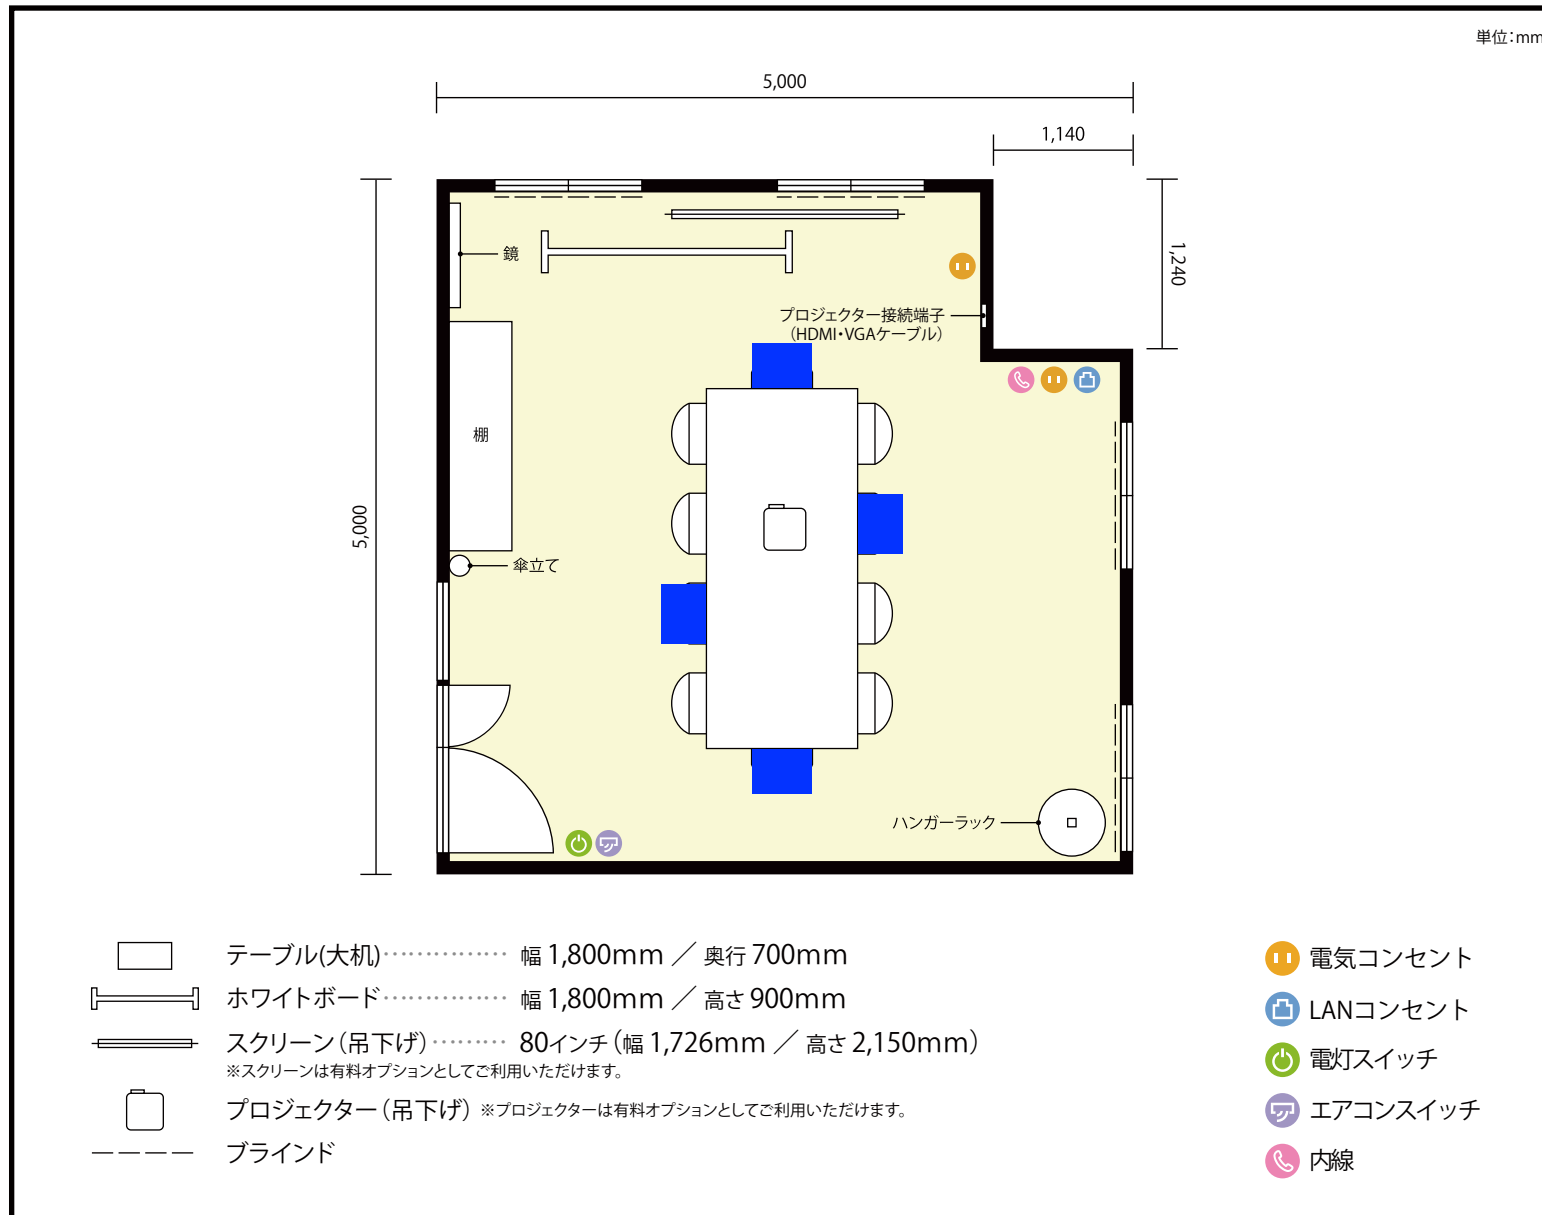 単位：mm
5,000
1,140
1,240
鏡
プロジェクター接続端子
（HDMI・VGAケーブル）
棚
5,000
傘立て
ハンガーラック
テーブル(大机)…………… 幅 1,800mm ／ 奥行 700mm
ホワイトボード…………… 幅 1,800mm ／ 高さ 900mm
スクリーン（吊下げ）……… 80インチ（幅 1,726mm ／ 高さ 2,150mm）
※スクリーンは有料オプションとしてご利用いただけます。
プロジェクター（吊下げ） ※プロジェクターは有料オプションとしてご利用いただけます。
ブラインド
電気コンセント
LANコンセント
電灯スイッチ
エアコンスイッチ
内線